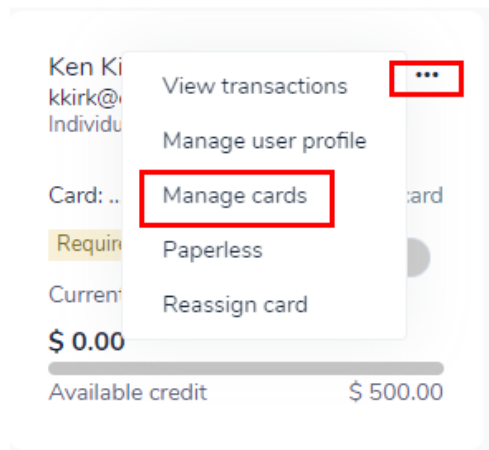 Ken Ki
kkirk@
Individu
•••
View transactions
Manage user profile
Manage cards
Paperless
Reassign card
Card: ..
card
Require
Current
$ 0.00
Available credit $ 500.00